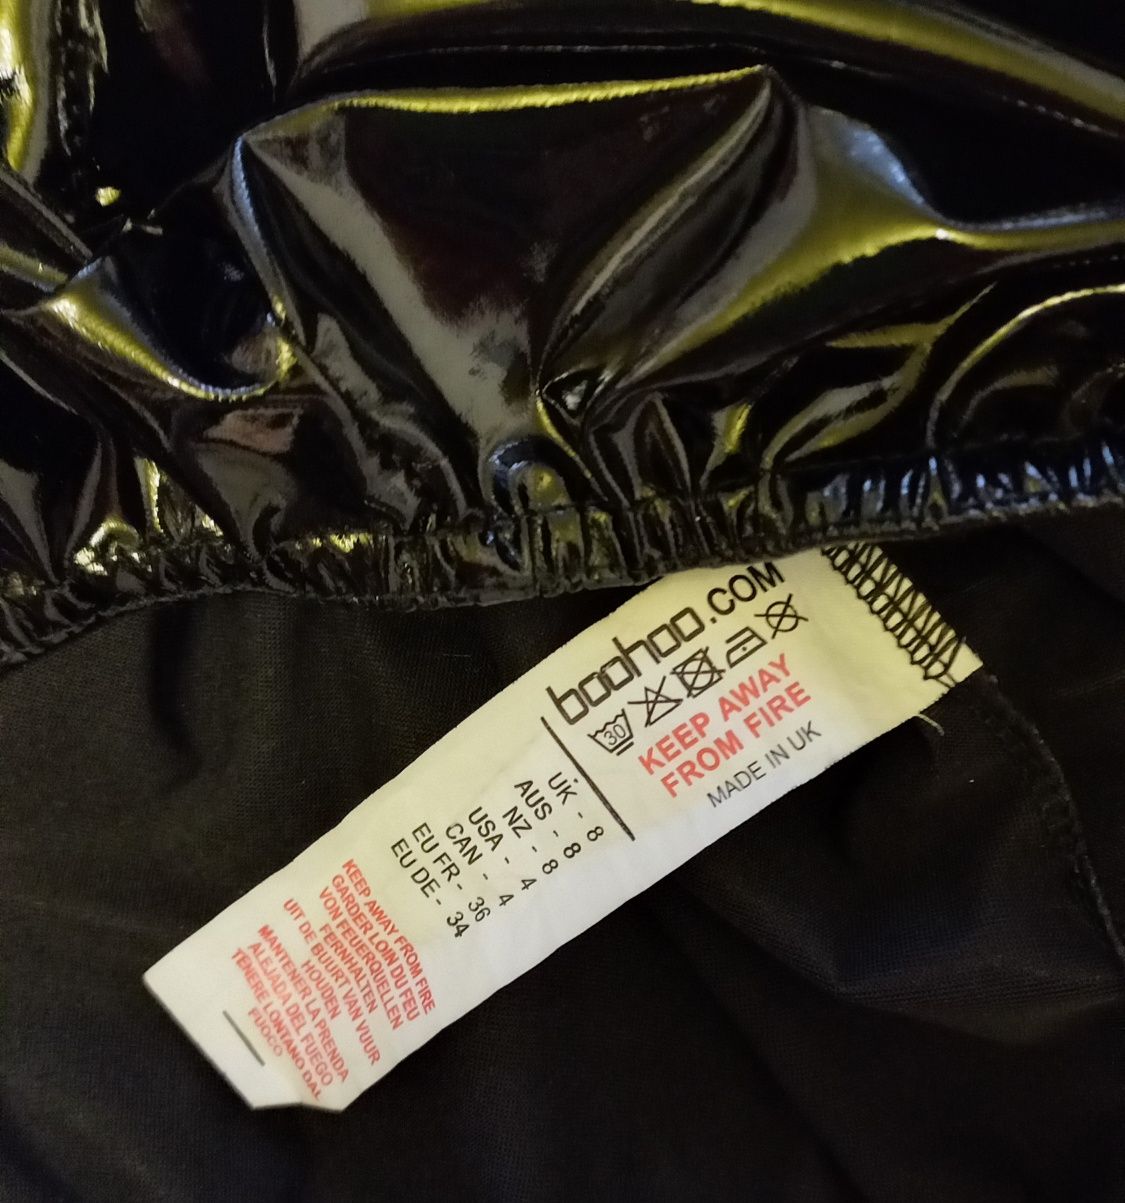 boohoo.COM
30
KEEP AWAY
FROM FIRE
MADE IN UK
UK - 8
AUS - 8
NZ - 8
USA - 4
CAN - 4
EU FR - 36
EU DE - 34
KEEP AWAY FROM FIRE
GARDER LOIN DU FEU
VON FEUERQUELLEN
FERNHALTEN
UIT DE BUURT VAN VUUR
HOUDEN
MANTENER LA PRENDA
ALEJADA DEL FUEGO
TENERE LONTANO DAL
FUOCO